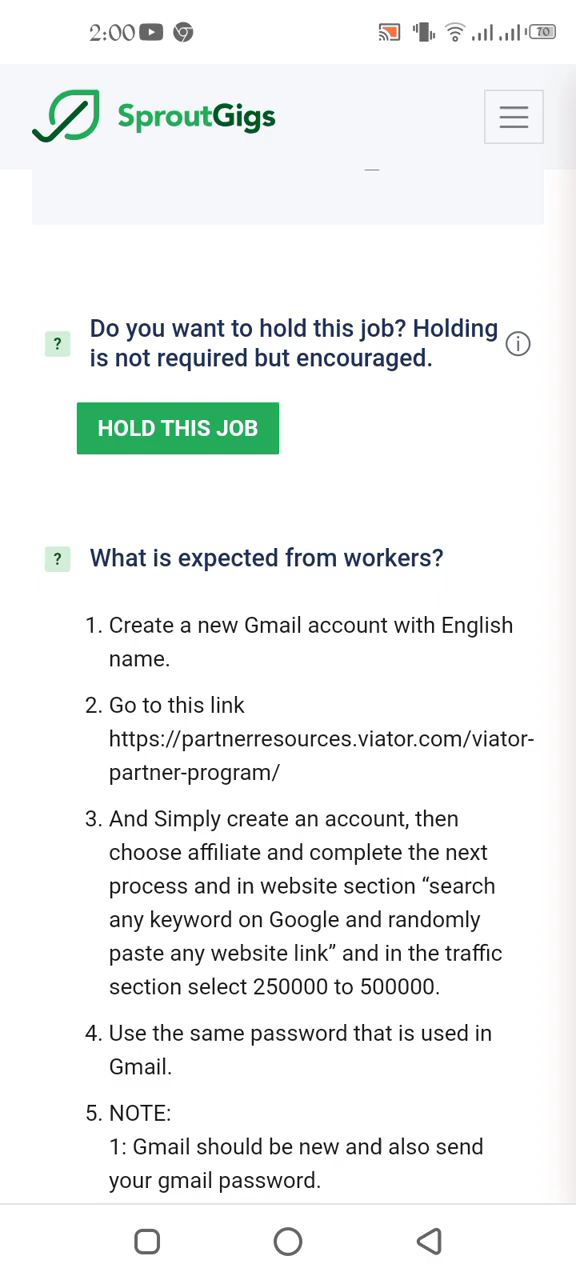 2:00
70
SproutGigs
? Do you want to hold this job? Holding
is not required but encouraged.
HOLD THIS JOB
? What is expected from workers?
1. Create a new Gmail account with English
name.
2. Go to this link
https://partnerresources.viator.com/viator-
partner-program/
3. And Simply create an account, then
choose affiliate and complete the next
process and in website section “search
any keyword on Google and randomly
paste any website link” and in the traffic
section select 250000 to 500000.
4. Use the same password that is used in
Gmail.
5. NOTE:
1: Gmail should be new and also send
your gmail password.